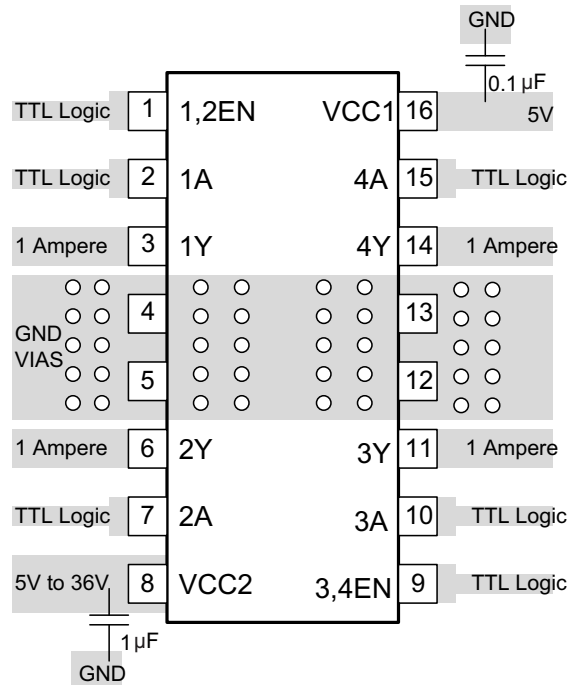 GND
0.1 µF
TTL Logic 1 1,2EN VCC1 16 5V
TTL Logic 2 1A 4A 15 TTL Logic
1 Ampere 3 1Y 4Y 14 1 Ampere
4 13
GND
VIAS
5 12
1 Ampere 6 2Y 3Y 11 1 Ampere
TTL Logic 7 2A 3A 10 TTL Logic
5V to 36V 8 VCC2 3,4EN 9 TTL Logic
1 µF
GND